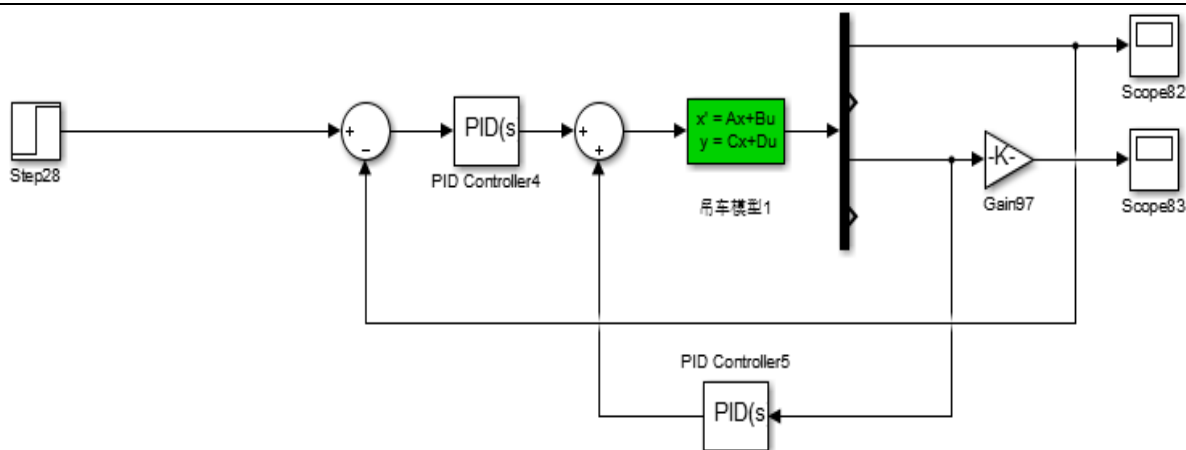 Step28
+
−
PID(s
PID Controller4
+
+
x' = Ax+Bu
y = Cx+Du
吊车模型1
-K-
Gain97
Scope82
Scope83
PID Controller5
PID(s